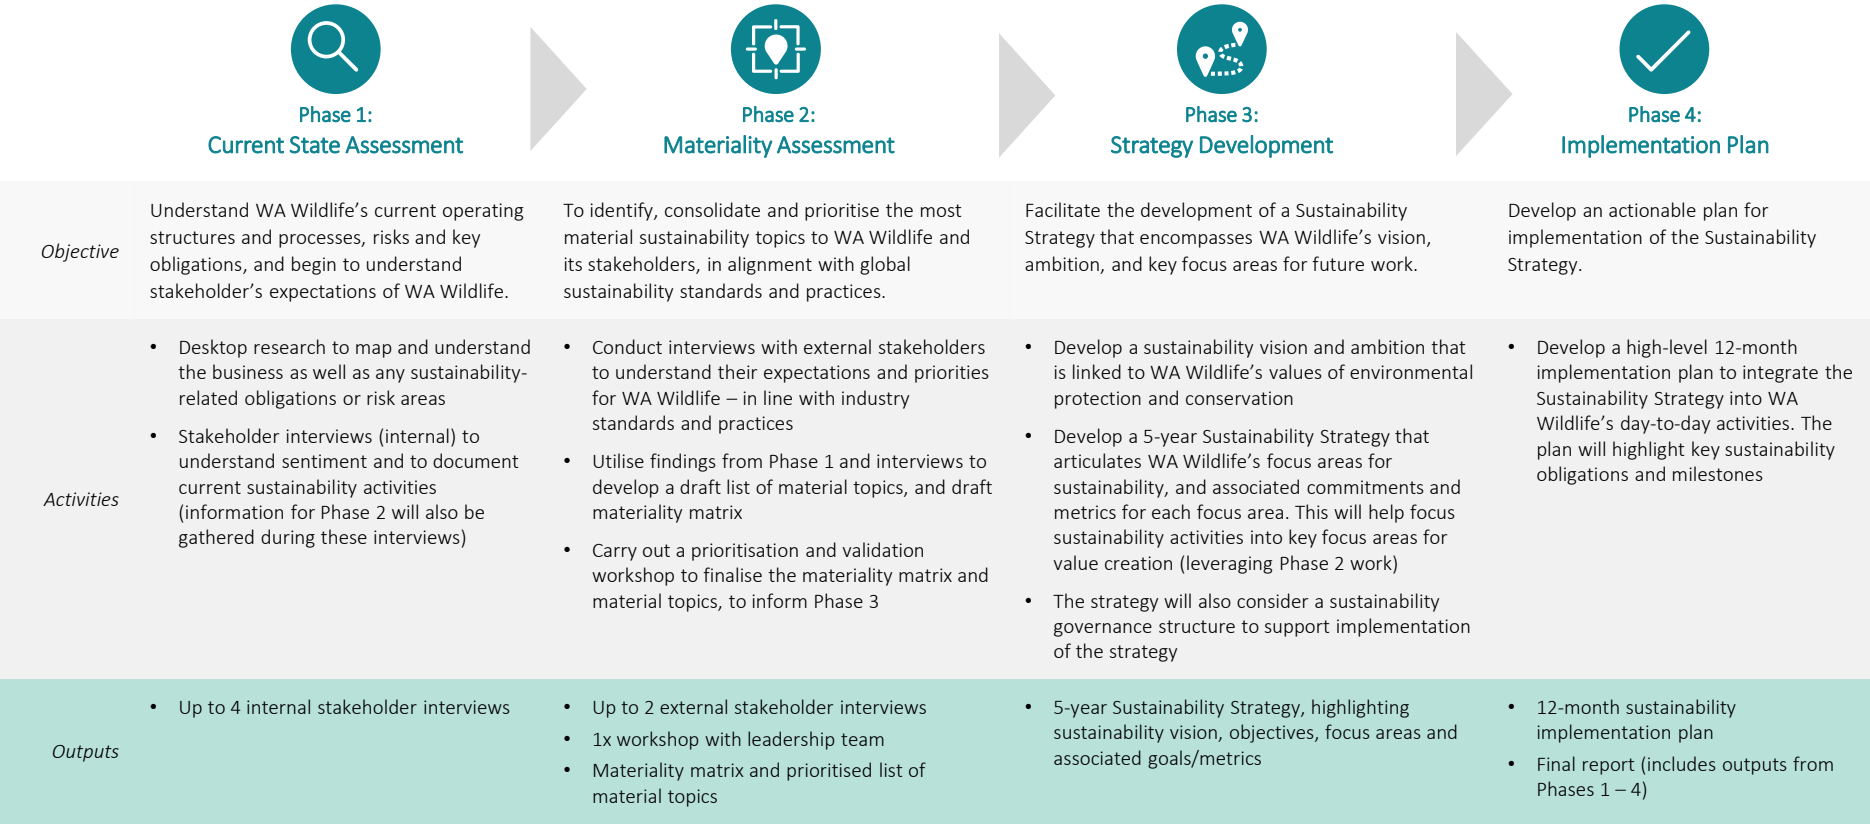 Phase 1:
Current State Assessment
Phase 2:
Materiality Assessment
Phase 3:
Strategy Development
Phase 4:
Implementation Plan
Objective
Understand WA Wildlife’s current operating
structures and processes, risks and key
obligations, and begin to understand
stakeholder’s expectations of WA Wildlife.
To identify, consolidate and prioritise the most
material sustainability topics to WA Wildlife and
its stakeholders, in alignment with global
sustainability standards and practices.
Facilitate the development of a Sustainability
Strategy that encompasses WA Wildlife’s vision,
ambition, and key focus areas for future work.
Develop an actionable plan for
implementation of the Sustainability
Strategy.
Activities
• Desktop research to map and understand
the business as well as any sustainability-
related obligations or risk areas
• Stakeholder interviews (internal) to
understand sentiment and to document
current sustainability activities
(information for Phase 2 will also be
gathered during these interviews)
• Conduct interviews with external stakeholders
to understand their expectations and priorities
for WA Wildlife – in line with industry
standards and practices
• Utilise findings from Phase 1 and interviews to
develop a draft list of material topics, and draft
materiality matrix
• Carry out a prioritisation and validation
workshop to finalise the materiality matrix and
material topics, to inform Phase 3
• Develop a sustainability vision and ambition that
is linked to WA Wildlife’s values of environmental
protection and conservation
• Develop a 5-year Sustainability Strategy that
articulates WA Wildlife’s focus areas for
sustainability, and associated commitments and
metrics for each focus area. This will help focus
sustainability activities into key focus areas for
value creation (leveraging Phase 2 work)
• The strategy will also consider a sustainability
governance structure to support implementation
of the strategy
• Develop a high-level 12-month
implementation plan to integrate the
Sustainability Strategy into WA
Wildlife’s day-to-day activities. The
plan will highlight key sustainability
obligations and milestones
Outputs
• Up to 4 internal stakeholder interviews
• Up to 2 external stakeholder interviews
• 1x workshop with leadership team
• Materiality matrix and prioritised list of
material topics
• 5-year Sustainability Strategy, highlighting
sustainability vision, objectives, focus areas and
associated goals/metrics
• 12-month sustainability
implementation plan
• Final report (includes outputs from
Phases 1 – 4)